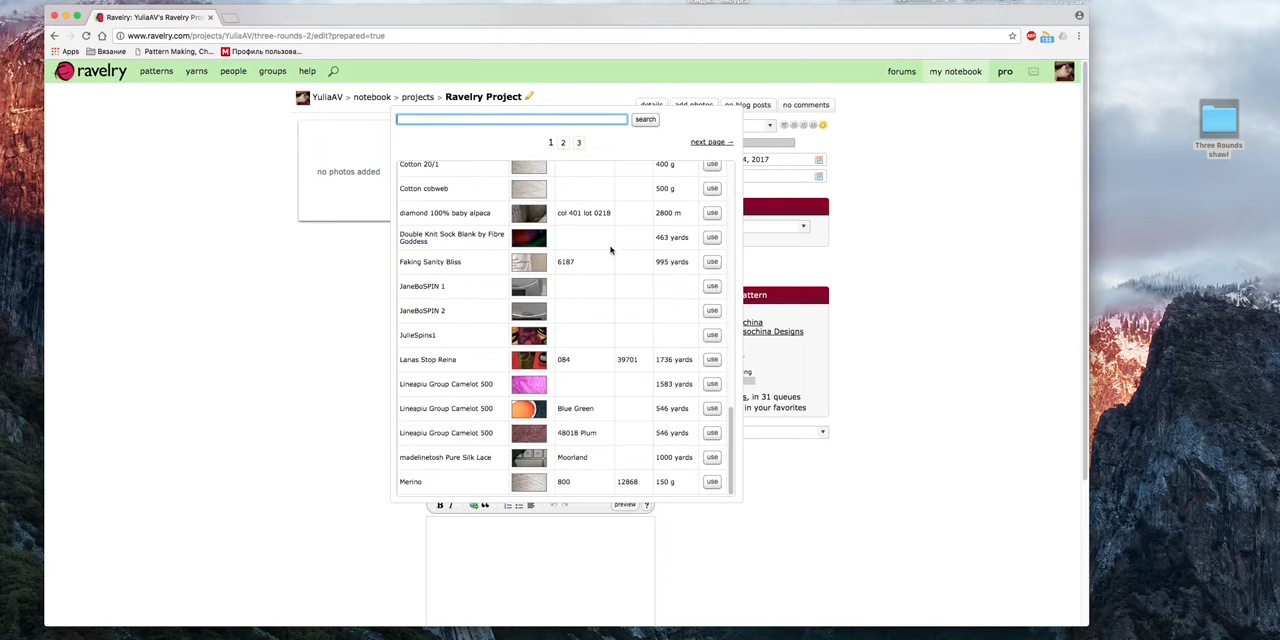 Ravelry: YuliaAV's Ravelry Pro
www.ravelry.com/projects/YuliaAV/three-rounds-2/edit?prepared=true
Apps Вязание Pattern Making, Ch... Профиль пользова...
ravelry patterns yarns people groups help forums my notebook pro
YuliaAV > notebook > projects > Ravelry Project
details add photos no blog posts no comments
search
1 2 3 next page →
no photos added
4, 2017
Cotton 20/1 400 g use
Cotton cobweb 500 g use
diamond 100% baby alpaca col 401 lot 0218 2800 m use
Double Knit Sock Blank by Fibre Goddess 463 yards use
Faking Sanity Bliss 6187 995 yards use
JaneBoSPIN 1 use
JaneBoSPIN 2 use
JulieSpins1 use
Lanas Stop Reina 084 39701 1736 yards use
Lineapiu Group Camelot 500 1583 yards use
Lineapiu Group Camelot 500 Blue Green 546 yards use
Lineapiu Group Camelot 500 48018 Plum 546 yards use
madelinetosh Pure Silk Lace Moorland 1000 yards use
Merino 800 12868 150 g use
attern
china
sochina Designs
ng
s, in 31 queues
in your favorites
B I preview ?
Three Rounds
shawl